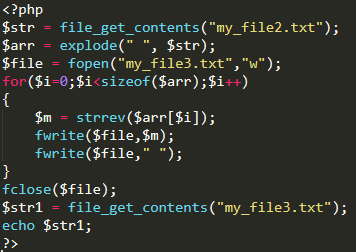 <?php
$str = file_get_contents("my_file2.txt");
$arr = explode(" ", $str);
$file = fopen("my_file3.txt","w");
for($i=0;$i<sizeof($arr);$i++)
{
    $m = strrev($arr[$i]);
    fwrite($file,$m);
    fwrite($file," ");
}
fclose($file);
$str1 = file_get_contents("my_file3.txt");
echo $str1;
?>